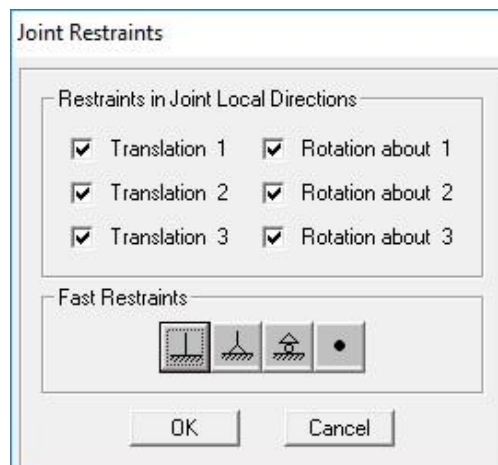 Joint Restraints
Restraints in Joint Local Directions
Translation 1 Rotation about 1
Translation 2 Rotation about 2
Translation 3 Rotation about 3
Fast Restraints
OK Cancel